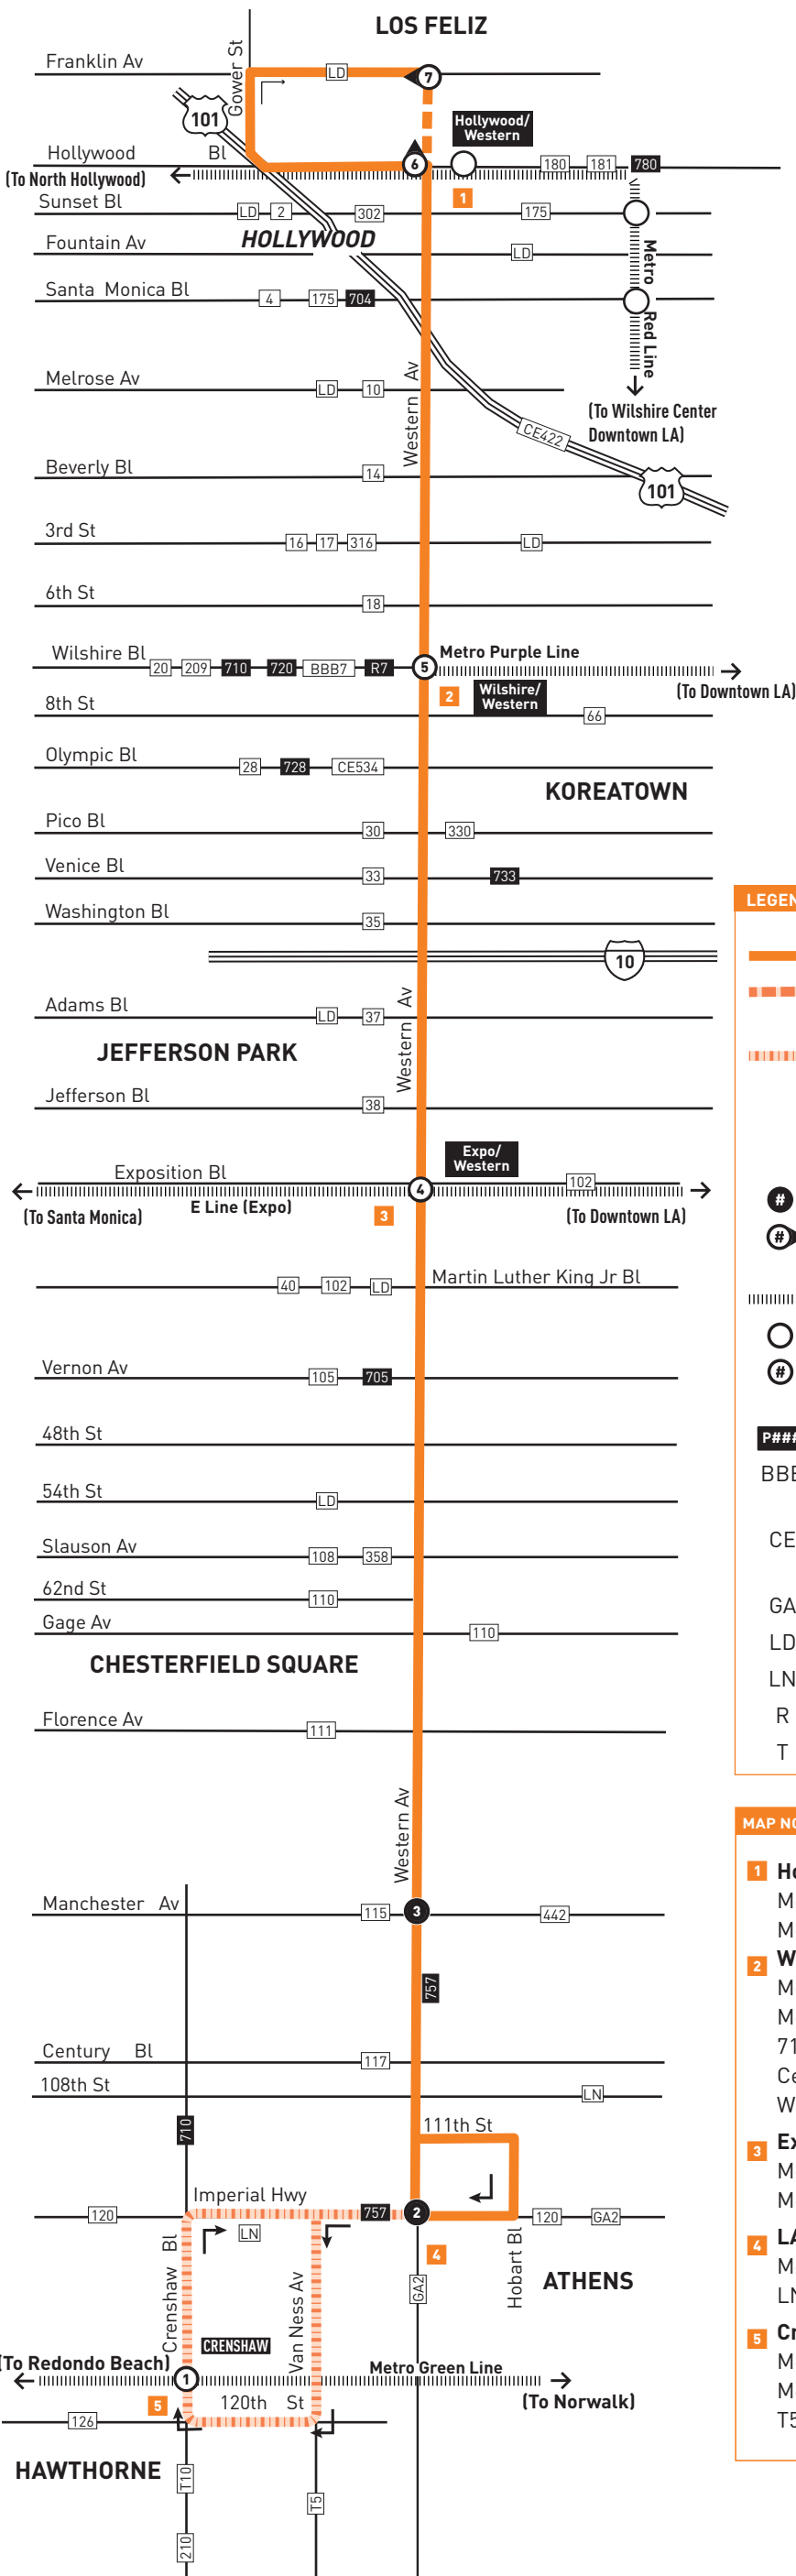 LOS FELIZ
Franklin Av
Gower St
LD
7
101
Hollywood/
Western
Hollywood Bl
6
180 181 780
(To North Hollywood)
1
Sunset Bl
LD 2 302 175
HOLLYWOOD
Fountain Av
LD
Metro Red Line
Santa Monica Bl
4 175 704
Western Av
Melrose Av
LD 10
(To Wilshire Center
Downtown LA)
CE422
Beverly Bl
14
101
3rd St
16 17 316 LD
6th St
18
Wilshire Bl
20 209 710 720 BBB7 R7
5
Metro Purple Line
2
Wilshire/
Western
(To Downtown LA)
8th St
66
Olympic Bl
28 728 CE534
KOREATOWN
Pico Bl
30 330
Venice Bl
33 733
Washington Bl
35
10
Adams Bl
LD 37
Western Av
JEFFERSON PARK
Jefferson Bl
38
Expo/
Western
Exposition Bl
4
102
(To Santa Monica)
E Line (Expo)
3
(To Downtown LA)
40 102 LD
Martin Luther King Jr Bl
Vernon Av
105 705
48th St
54th St
LD
Slauson Av
108 358
62nd St
110
Gage Av
110
CHESTERFIELD SQUARE
Florence Av
111
Western Av
Manchester Av
115
3
442
757
Century Bl
117
108th St
LN
710
111th St
Imperial Hwy
120
757
2
120 GA2
LN
4
Crenshaw Bl
Van Ness Av
GA2
Hobart Bl
ATHENS
CRENSHAW
(To Redondo Beach)
1
Metro Green Line
(To Norwalk)
5
120th St
126
HAWTHORNE
T10
T5
210
#
#
#
P###
GA
LD
LN
R
T
1
2
3
4
5